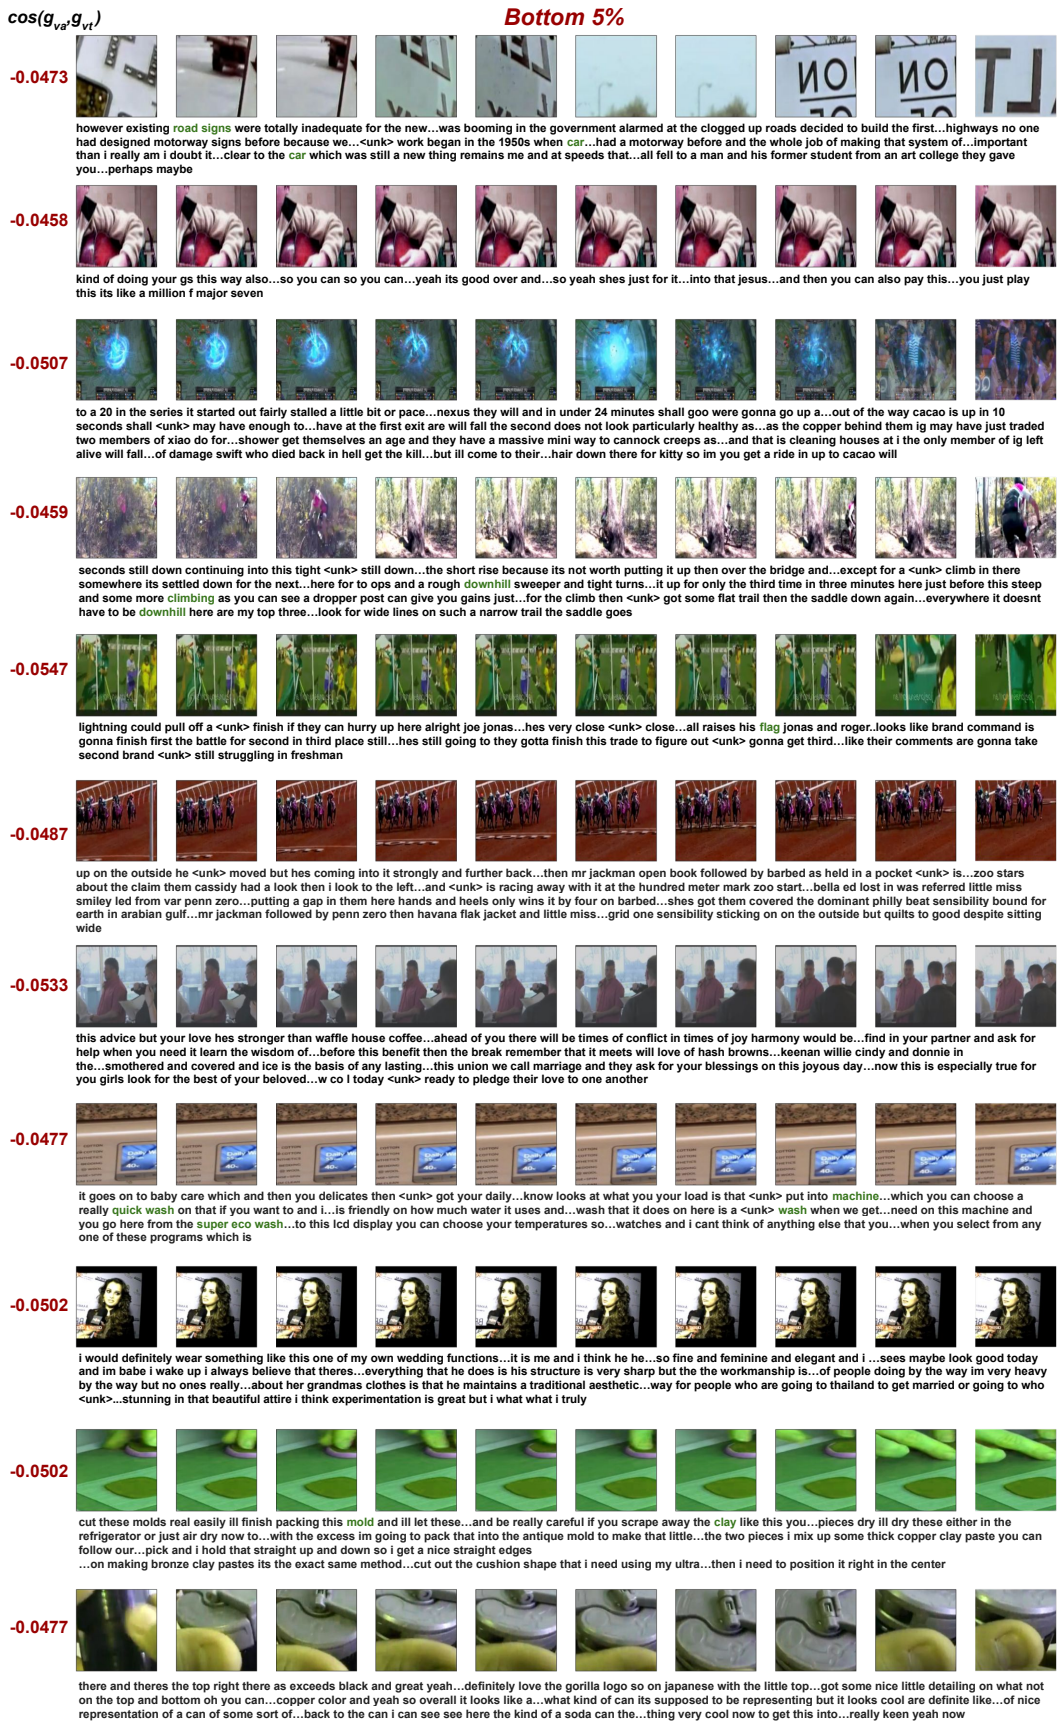 cos(g_va,g_vt)
Bottom 5%
-0.0473
however existing road signs were totally inadequate for the new...was booming in the government alarmed at the clogged up roads decided to build the first...highways no one
had designed motorway signs before because we...<unk> work began in the 1950s when car...had a motorway before and the whole job of making that system of...important
than i really am i doubt it...clear to the car which was still a new thing remains me and at speeds that...all fell to a man and his former student from an art college they gave
you...perhaps maybe
-0.0458
kind of doing your gs this way also...so you can so you can...yeah its good over and...so yeah shes just for it...into that jesus...and then you can also pay this...you just play
this its like a million f major seven
-0.0507
to a 20 in the series it started out fairly stalled a little bit or pace...nexus they will and in under 24 minutes shall goo were gonna go up a...out of the way cacao is up in 10
seconds shall <unk> may have enough to...have at the first exit are will fall the second does not look particularly healthy as...as the copper behind them ig may have just traded
two members of xiao do for...shower get themselves an age and they have a massive mini way to cannock creeps as...and that is cleaning houses at i the only member of ig left
alive will fall...of damage swift who died back in hell get the kill...but ill come to their...hair down there for kitty so im you get a ride in up to cacao will
-0.0459
seconds still down continuing into this tight <unk> still down...the short rise because its not worth putting it up then over the bridge and...except for a <unk> climb in there
somewhere its settled down for the next...here for to ops and a rough downhill sweeper and tight turns...it up for only the third time in three minutes here just before this steep
and some more climbing as you can see a dropper post can give you gains just...for the climb then <unk> got some flat trail then the saddle down again...everywhere it doesnt
have to be downhill here are my top three...look for wide lines on such a narrow trail the saddle goes
-0.0547
lightning could pull off a <unk> finish if they can hurry up here alright joe jonas...hes very close <unk> close...all raises his flag jonas and roger..looks like brand command is
gonna finish first the battle for second in third place still...hes still going to they gotta finish this trade to figure out <unk> gonna get third...like their comments are gonna take
second brand <unk> still struggling in freshman
-0.0487
up on the outside he <unk> moved but hes coming into it strongly and further back...then mr jackman open book followed by barbed as held in a pocket <unk> is...zoo stars
about the claim them cassidy had a look then i look to the left...and <unk> is racing away with it at the hundred meter mark zoo start...bella ed lost in was referred little miss
smiley led from var penn zero...putting a gap in them here hands and heels only wins it by four on barbed...shes got them covered the dominant philly beat sensibility bound for
earth in arabian gulf...mr jackman followed by penn zero then havana flak jacket and little miss...grid one sensibility sticking on on the outside but quilts to good despite sitting
wide
-0.0533
this advice but your love hes stronger than waffle house coffee...ahead of you there will be times of conflict in times of joy harmony would be...find in your partner and ask for
help when you need it learn the wisdom of...before this benefit then the break remember that it meets will love of hash browns...keenan willie cindy and donnie in
the...smothered and covered and ice is the basis of any lasting...this union we call marriage and they ask for your blessings on this joyous day...now this is especially true for
you girls look for the best of your beloved...w co l today <unk> ready to pledge their love to one another
-0.0477
it goes on to baby care which and then you delicates then <unk> got your daily...know looks at what you your load is that <unk> put into machine...which you can choose a
really quick wash on that if you want to and i...is friendly on how much water it uses and...wash that it does on here is a <unk> wash when we get...need on this machine and
you go here from the super eco wash...to this lcd display you can choose your temperatures so...watches and i cant think of anything else that you...when you select from any
one of these programs which is
-0.0502
i would definitely wear something like this one of my own wedding functions...it is me and i think he he...so fine and feminine and elegant and i ...sees maybe look good today
and im babe i wake up i always believe that theres...everything that he does is his structure is very sharp but the the workmanship is...of people doing by the way im very heavy
by the way but no ones really...about her grandmas clothes is that he maintains a traditional aesthetic...way for people who are going to thailand to get married or going to who
<unk>...stunning in that beautiful attire i think experimentation is great but i what what i truly
-0.0502
cut these molds real easily ill finish packing this mold and ill let these...and be really careful if you scrape away the clay like this you...pieces dry ill dry these either in the
refrigerator or just air dry now to...with the excess im going to pack that into the antique mold to make that little...the two pieces i mix up some thick copper clay paste you can
follow our...pick and i hold that straight up and down so i get a nice straight edges
...on making bronze clay pastes its the exact same method...cut out the cushion shape that i need using my ultra...then i need to position it right in the center
-0.0477
there and theres the top right there as exceeds black and great yeah...definitely love the gorilla logo so on japanese with the little top...got some nice little detailing on what not
on the top and bottom oh you can...copper color and yeah so overall it looks like a...what kind of can its supposed to be representing but it looks cool are definite like...of nice
representation of a can of some sort of...back to the can i can see see here the kind of a soda can the...thing very cool now to get this into...really keen yeah now